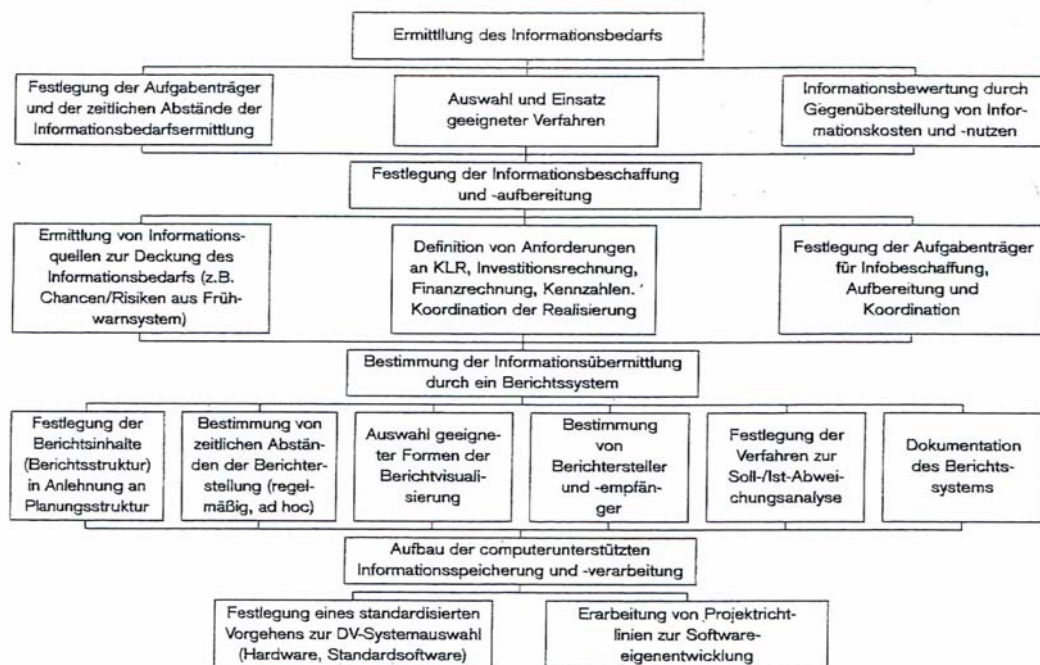 Ermittllung des Informationsbedarfs
Festlegung der Aufgabenträger
und der zeitlichen Abstände der
Informationsbedarfsermittlung
Auswahl und Einsatz
geeigneter Verfahren
Informationsbewertung durch
Gegenüberstellung von Infor-
mationskosten und -nutzen
Festlegung der Informationsbeschaffung
und -aufbereitung
Ermittlung von Informations-
quellen zur Deckung des
Informationsbedarfs (z.B.
Chancen/Risiken aus Früh-
warnsystem)
Definition von Anforderungen
an KLR, Investitionsrechnung,
Finanzrechnung, Kennzahlen.
Koordination der Realisierung
Festlegung der Aufgabenträger
für Infobeschaffung,
Aufbereitung und
Koordination
Bestimmung der Informationsübermittlung
durch ein Berichtssystem
Festlegung der
Berichtsinhalte
(Berichtsstruktur)
in Anlehnung an
Planungsstruktur
Bestimmung von
zeitlichen Abstän-
den der Berichter-
stellung (regel-
mäßig, ad hoc)
Auswahl geeigne-
ter Formen der
Berichtvisuali-
sierung
Bestimmung
von
Berichtersteller
und -empfän-
ger
Festlegung der
Verfahren zur
Soll-/Ist-Abwei-
chungsanalyse
Dokumentation
des Berichts-
systems
Aufbau der computerunterstützten
Informationsspeicherung und -verarbeitung
Festlegung eines standardisierten
Vorgehens zur DV-Systemauswahl
(Hardware, Standardsoftware)
Erarbeitung von Projektricht-
linien zur Software-
eigenentwicklung